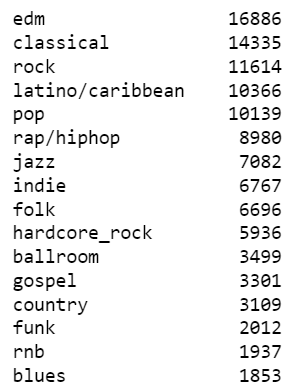 edm 16886
classical 14335
rock 11614
latino/caribbean 10366
pop 10139
rap/hiphop 8980
jazz 7082
indie 6767
folk 6696
hardcore_rock 5936
ballroom 3499
gospel 3301
country 3109
funk 2012
rnb 1937
blues 1853